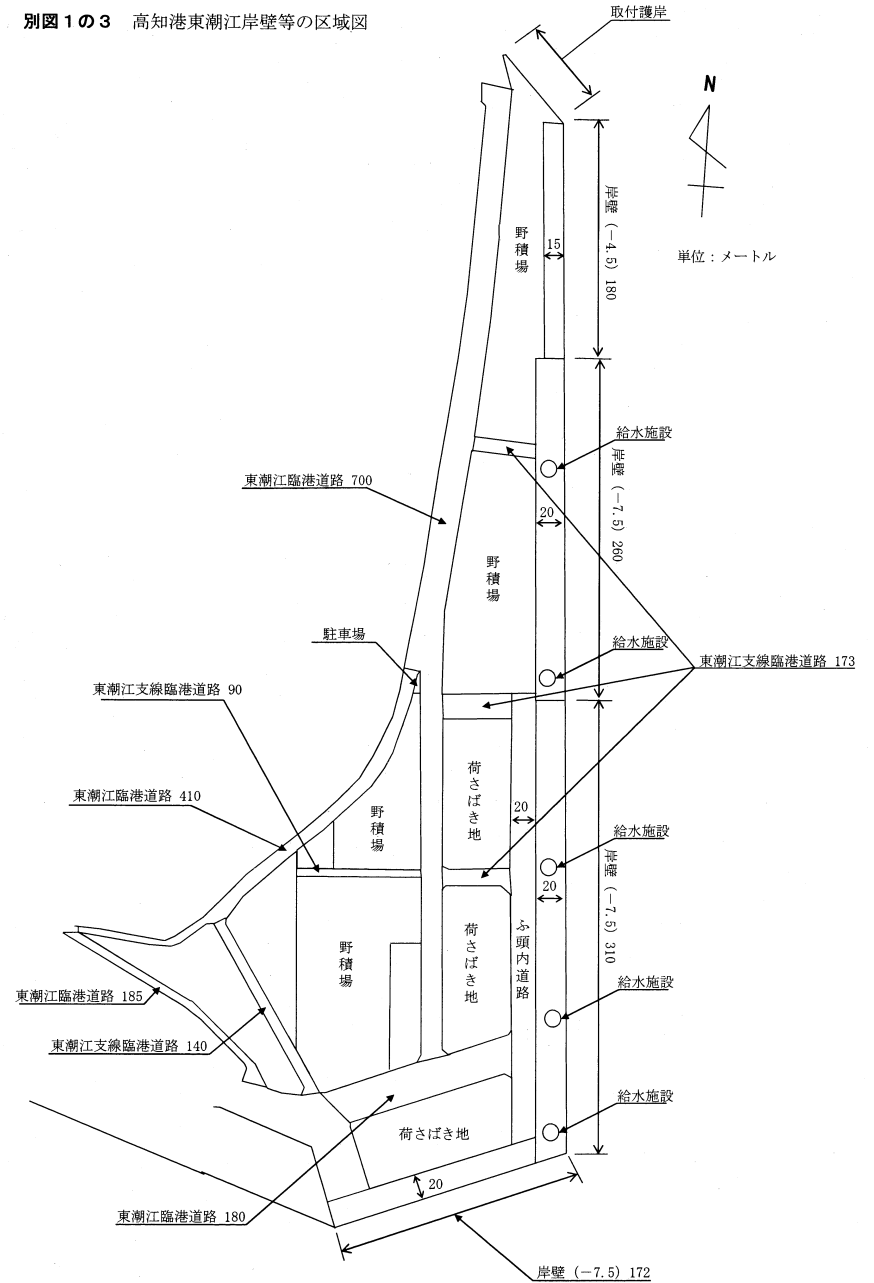 別図1の3 高知港東潮江岸壁等の区域図
取付護岸
N
単位：メートル
岸壁（－4.5）180
野積場
15
給水施設
岸壁（－7.5）260
東潮江臨港道路 700
20
野積場
駐車場
給水施設
東潮江支線臨港道路 173
東潮江支線臨港道路 90
荷さばき地
東潮江臨港道路 410
野積場
20
給水施設
岸壁（－7.5）310
20
ふ頭内道路
荷さばき地
野積場
給水施設
東潮江臨港道路 185
東潮江支線臨港道路 140
給水施設
荷さばき地
20
東潮江臨港道路 180
岸壁（－7.5）172